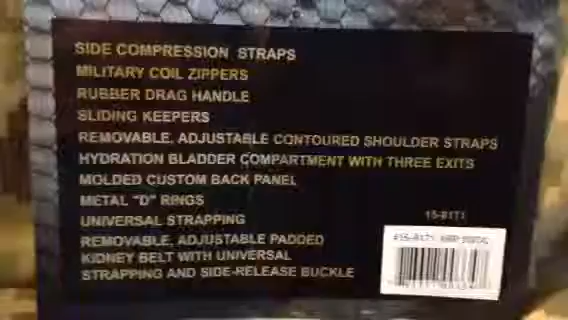 SIDE COMPRESSION STRAPS
MILITARY COIL ZIPPERS
RUBBER DRAG HANDLE
SLIDING KEEPERS
REMOVABLE, ADJUSTABLE CONTOURED SHOULDER STRAPS
HYDRATION BLADDER COMPARTMENT WITH THREE EXITS
MOLDED CUSTOM BACK PANEL
METAL "D" RINGS
UNIVERSAL STRAPPING
REMOVABLE, ADJUSTABLE PADDED
KIDNEY BELT WITH UNIVERSAL
STRAPPING AND SIDE-RELEASE BUCKLE
15-8171